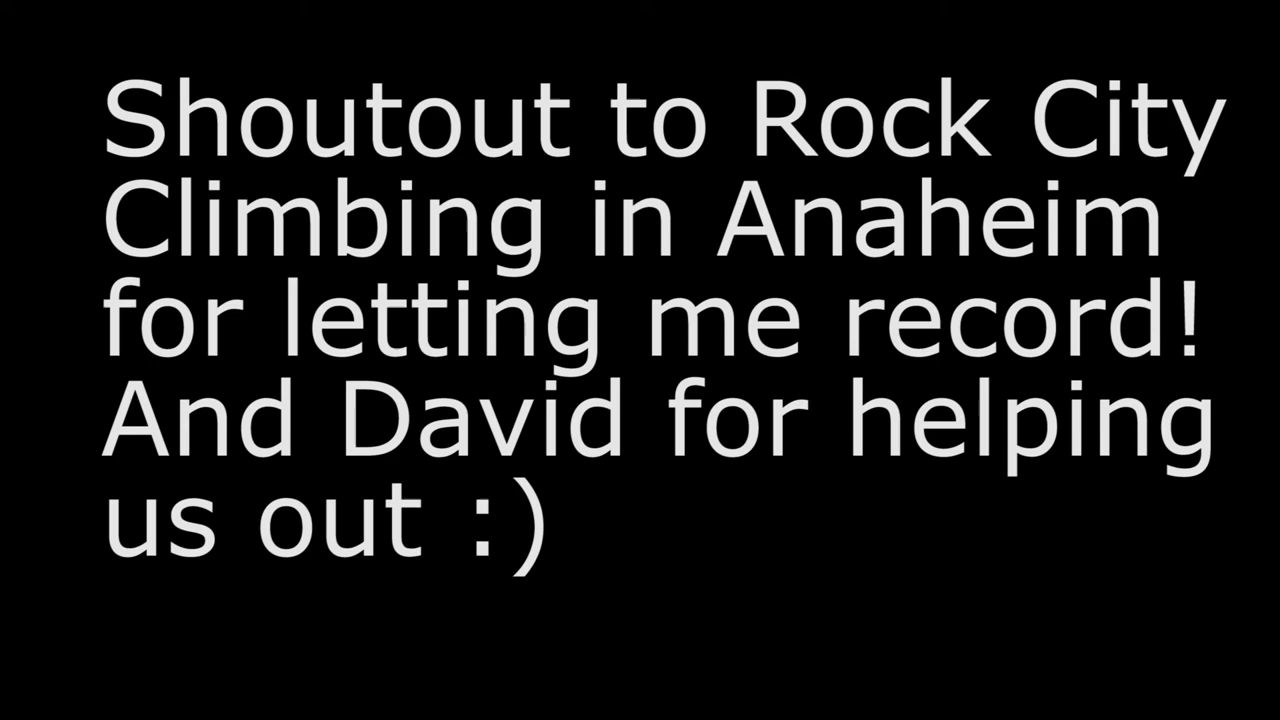 Shoutout to Rock City
Climbing in Anaheim
for letting me record!
And David for helping
us out :)